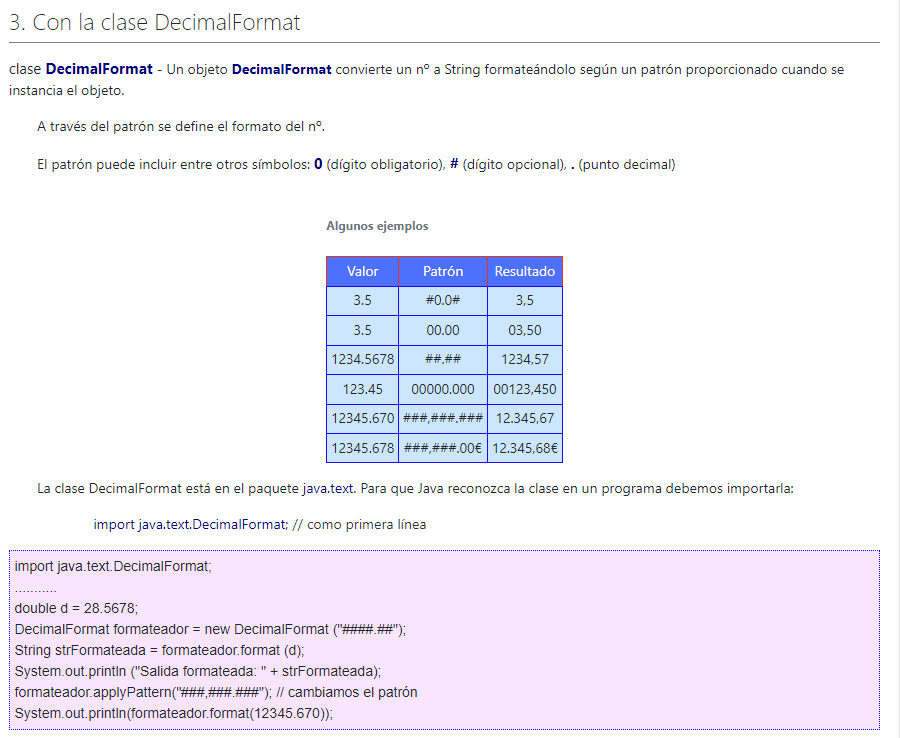 3. Con la clase DecimalFormat
clase DecimalFormat - Un objeto DecimalFormat convierte un nº a String formateándolo según un patrón proporcionado cuando se
instancia el objeto.
A través del patrón se define el formato del nº.
El patrón puede incluir entre otros símbolos: 0 (dígito obligatorio), # (dígito opcional), . (punto decimal)
Algunos ejemplos
Valor Patrón Resultado
3.5 #0.0# 3,5
3.5 00.00 03,50
1234.5678 ##.## 1234,57
123.45 00000.000 00123,450
12345.670 ###,###.### 12.345,67
12345.678 ###,###.00€ 12.345,68€
La clase DecimalFormat está en el paquete java.text. Para que Java reconozca la clase en un programa debemos importarla:
import java.text.DecimalFormat; // como primera línea
import java.text.DecimalFormat;
...........
double d = 28.5678;
DecimalFormat formateador = new DecimalFormat ("####.##");
String strFormateada = formateador.format (d);
System.out.println ("Salida formateada: " + strFormateada);
formateador.applyPattern("###,###.###"); // cambiamos el patrón
System.out.println(formateador.format(12345.670));